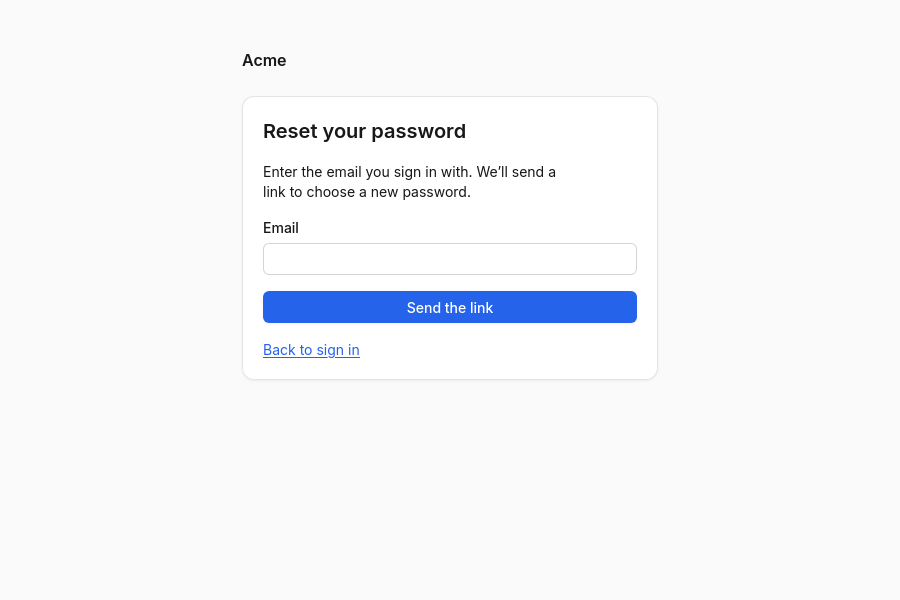 Acme
Reset your password
Enter the email you sign in with. We’ll send a
link to choose a new password.
Email
Send the link
Back to sign in